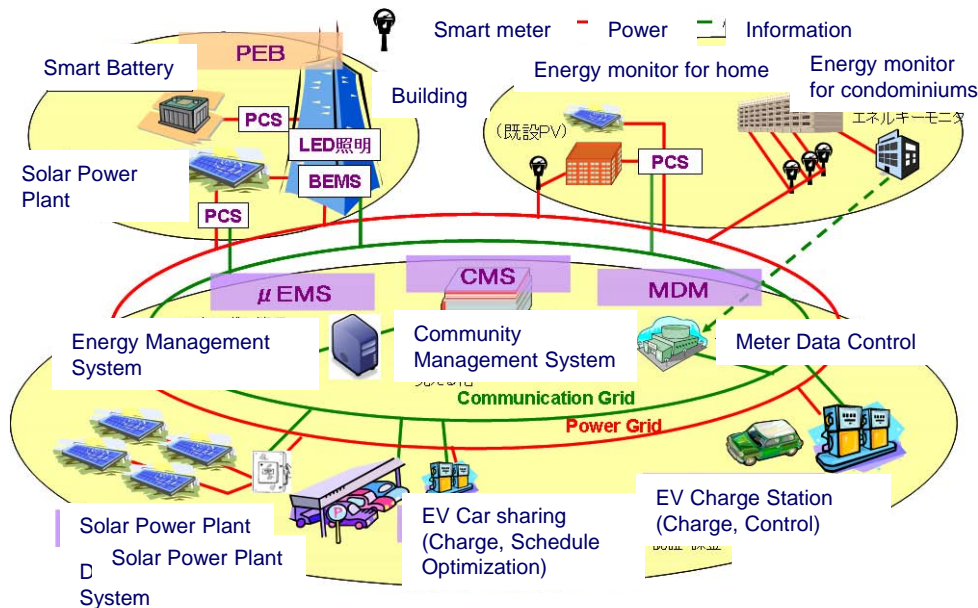 Smart meter
Power
Information
PEB
Smart Battery
Building
PCS
LED照明
BEMS
Solar Power
Plant
PCS
Energy monitor for home
Energy monitor
for condominiums
エネルキーモニタ
(既設PV)
PCS
μEMS
CMS
MDM
Energy Management
System
Community
Management System
Meter Data Control
Communication Grid
Power Grid
Solar Power Plant
Solar Power Plant
System
EV Car sharing
(Charge, Schedule
Optimization)
EV Charge Station
(Charge, Control)
P